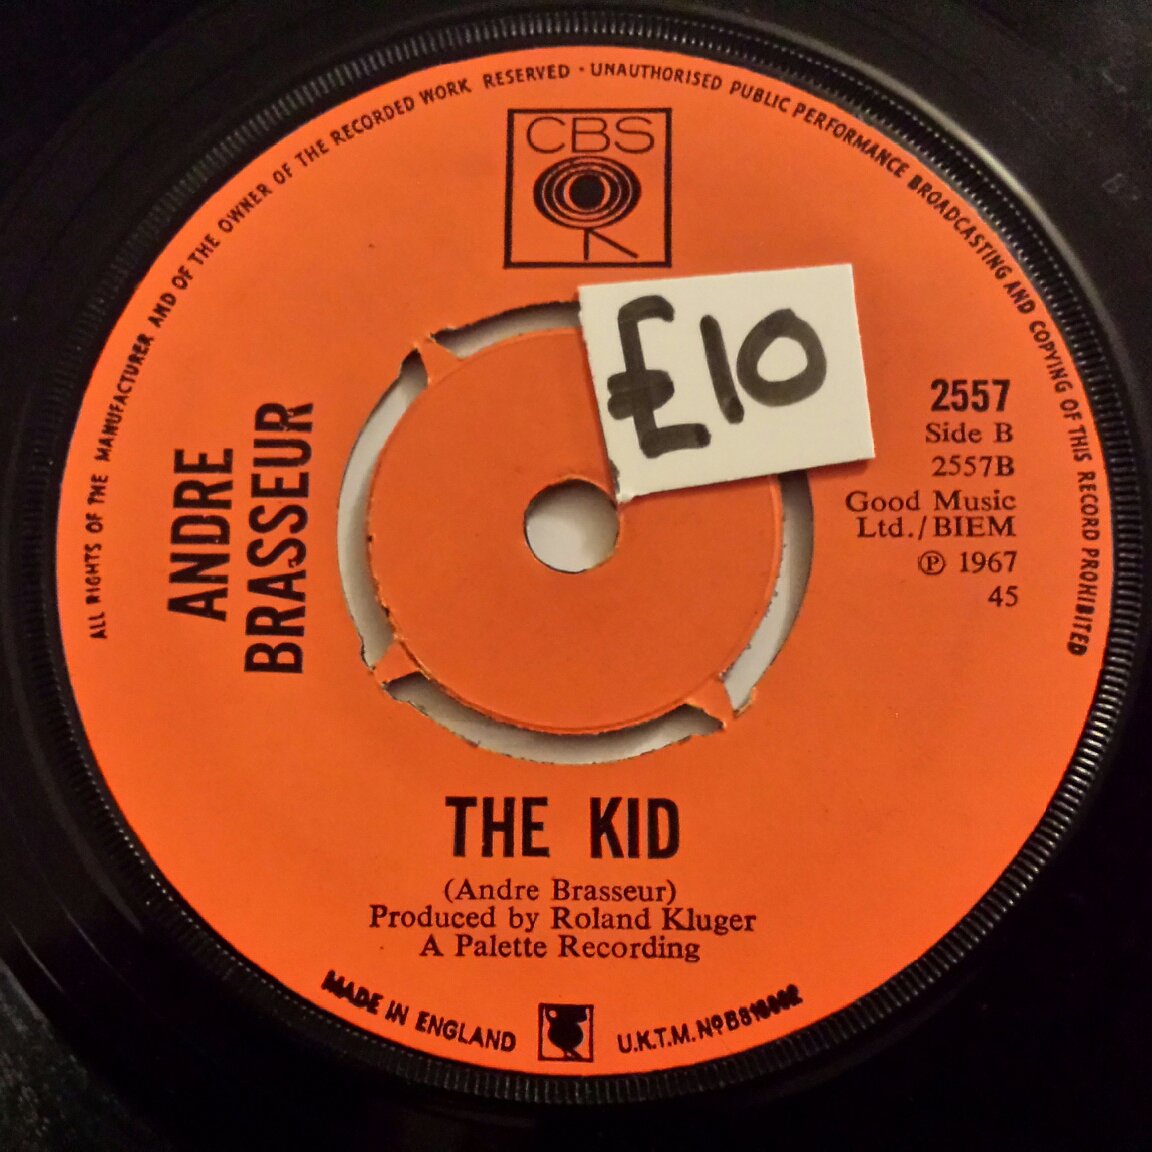 ALL RIGHTS OF THE MANUFACTURER AND OF THE OWNER OF THE RECORDED WORK RESERVED · UNAUTHORISED PUBLIC PERFORMANCE BROADCASTING AND COPYING OF THIS RECORD PROHIBITED
CBS
£10
2557
Side B
2557B
Good Music
Ltd./BIEM
℗ 1967
45
ANDRE
BRASSEUR
THE KID
(Andre Brasseur)
Produced by Roland Kluger
A Palette Recording
MADE IN ENGLAND
U.K.T.M. No